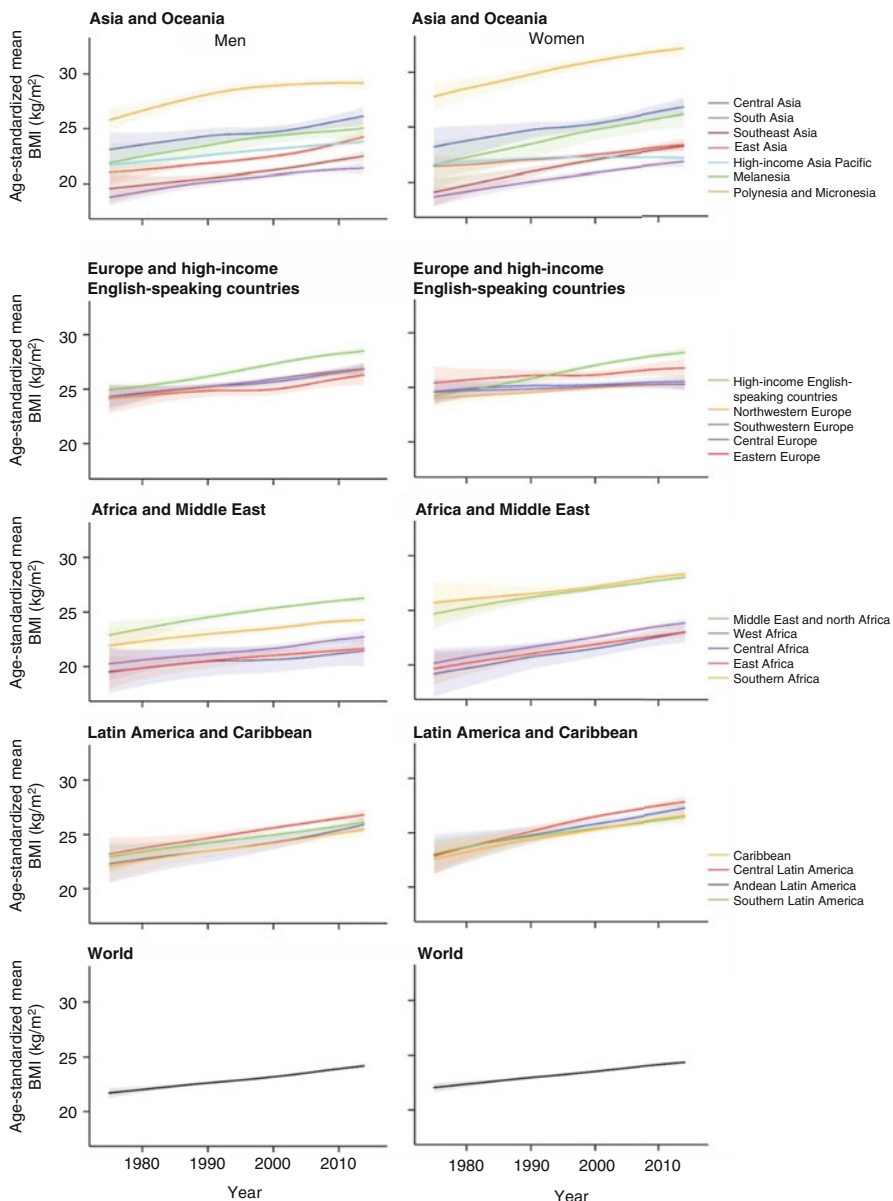 Asia and Oceania
Asia and Oceania
Men
Women
Age-standardized mean
BMI (kg/m²)
30
25
20
Central Asia
South Asia
Southeast Asia
East Asia
High-income Asia Pacific
Melanesia
Polynesia and Micronesia
Europe and high-income
English-speaking countries
Europe and high-income
English-speaking countries
Age-standardized mean
BMI (kg/m²)
30
25
20
High-income English-
speaking countries
Northwestern Europe
Southwestern Europe
Central Europe
Eastern Europe
Africa and Middle East
Africa and Middle East
Age-standardized mean
BMI (kg/m²)
30
25
20
Middle East and north Africa
West Africa
Central Africa
East Africa
Southern Africa
Latin America and Caribbean
Latin America and Caribbean
Age-standardized mean
BMI (kg/m²)
30
25
20
Caribbean
Central Latin America
Andean Latin America
Southern Latin America
World
World
Age-standardized mean
BMI (kg/m²)
30
25
20
1980 1990 2000 2010
1980 1990 2000 2010
Year
Year